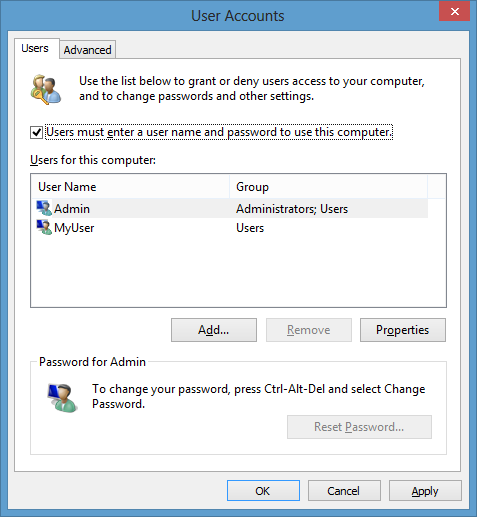 User Accounts
Users
Advanced
Use the list below to grant or deny users access to your computer,
and to change passwords and other settings.
Users must enter a user name and password to use this computer.
Users for this computer:
User Name Group
Admin Administrators; Users
MyUser Users
Add... Remove Properties
Password for Admin
To change your password, press Ctrl-Alt-Del and select Change
Password.
Reset Password...
OK Cancel Apply